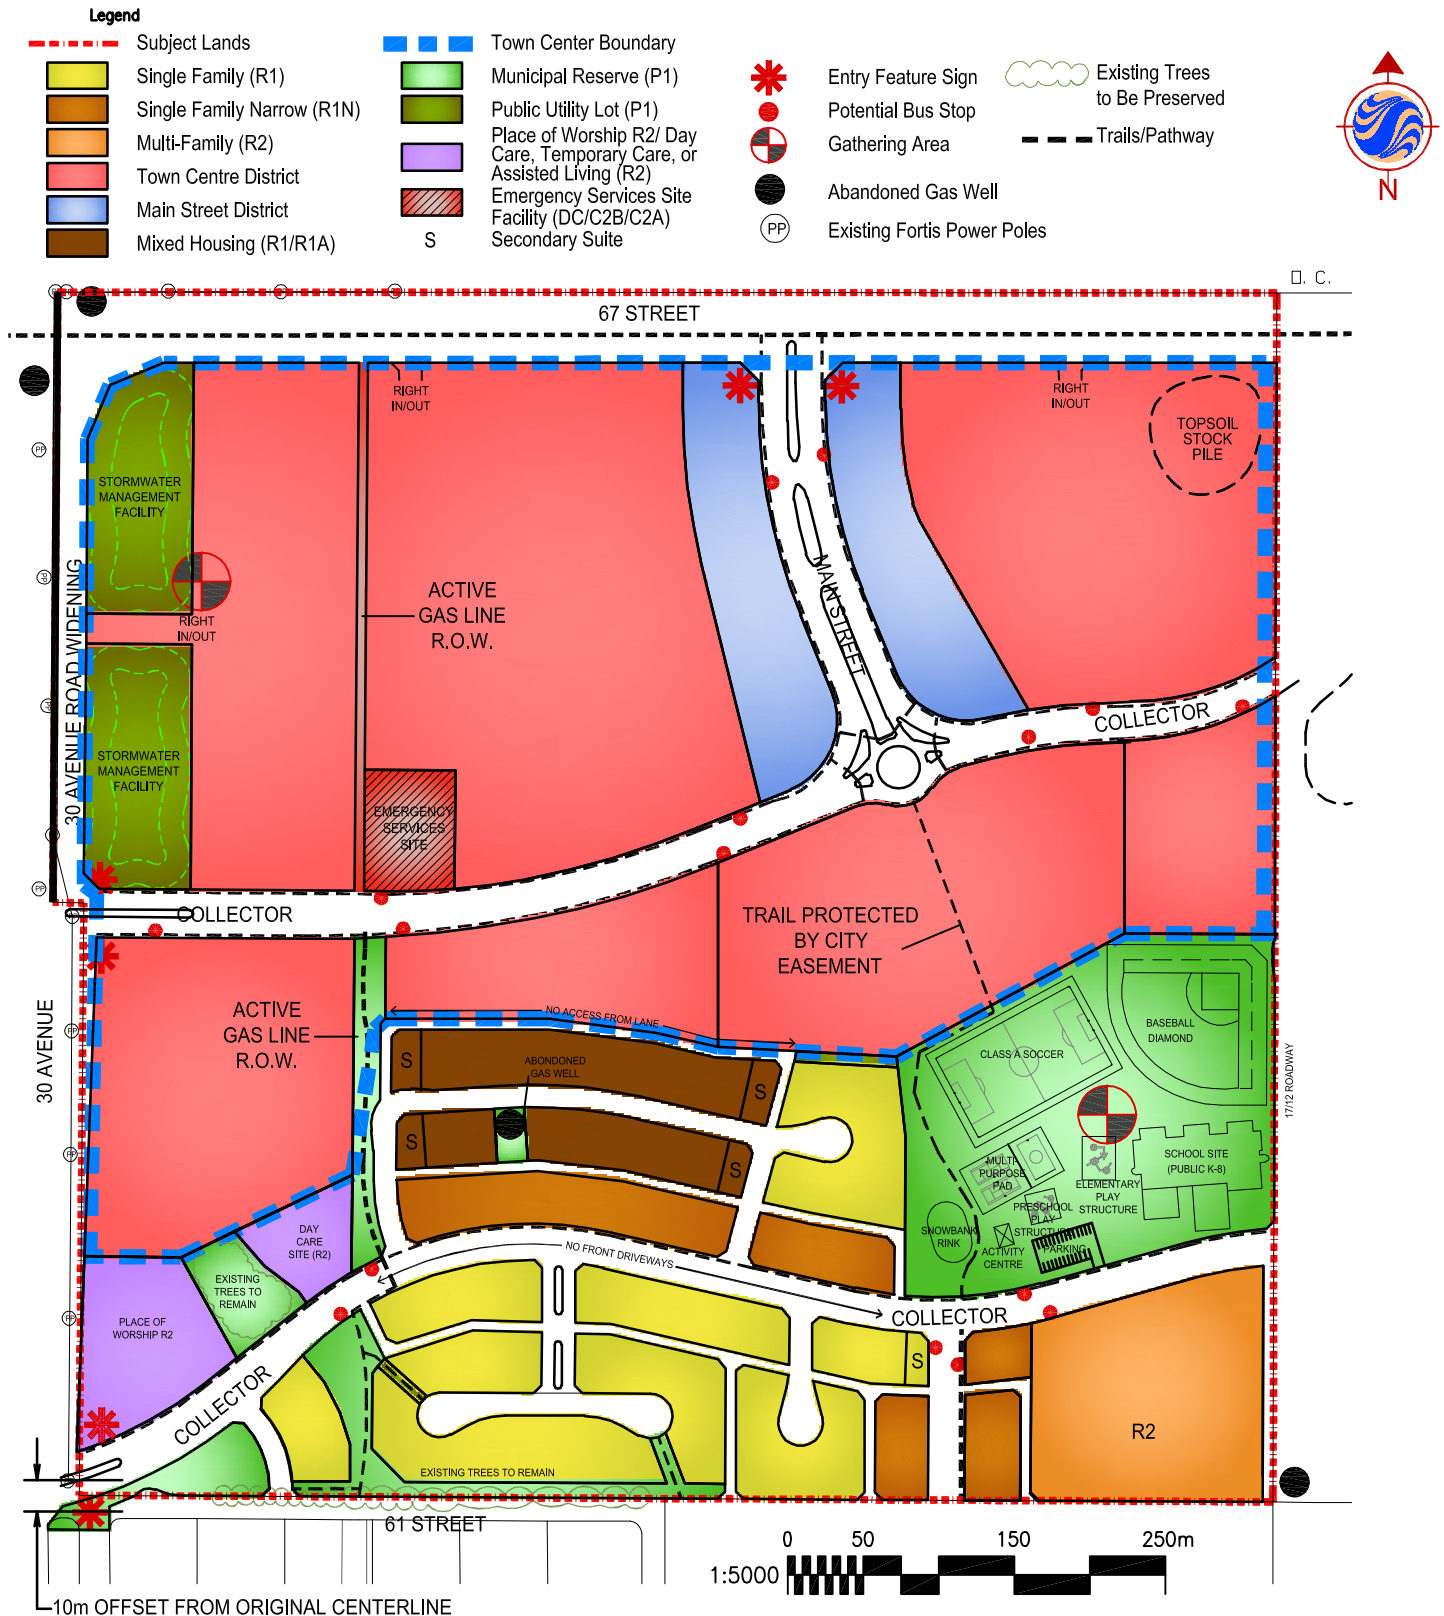 Legend
Subject Lands
Single Family (R1)
Single Family Narrow (R1N)
Multi-Family (R2)
Town Centre District
Main Street District
Mixed Housing (R1/R1A)
Town Center Boundary
Municipal Reserve (P1)
Public Utility Lot (P1)
Place of Worship R2/ Day
Care, Temporary Care, or
Assisted Living (R2)
Emergency Services Site
Facility (DC/C2B/C2A)
S
Secondary Suite
Entry Feature Sign
Potential Bus Stop
Gathering Area
Abandoned Gas Well
PP
Existing Fortis Power Poles
Existing Trees
to Be Preserved
Trails/Pathway
N
D. C.
67 STREET
RIGHT
IN/OUT
RIGHT
IN/OUT
TOPSOIL
STOCK
PILE
STORMWATER
MANAGEMENT
FACILITY
PP
PP
30 AVENUE ROAD WIDENING
RIGHT
IN/OUT
ACTIVE
GAS LINE
R.O.W.
MAIN STREET
PP
COLLECTOR
STORMWATER
MANAGEMENT
FACILITY
EMERGENCY
SERVICES
SITE
PP
COLLECTOR
TRAIL PROTECTED
BY CITY
EASEMENT
ACTIVE
GAS LINE
R.O.W.
NO ACCESS FROM LANE
30 AVENUE
PP
S
ABONDONED
GAS WELL
S
S
S
BASEBALL
DIAMOND
CLASS A SOCCER
17/12 ROADWAY
PP
MULTI-
PURPOSE
PAD
ELEMENTARY
PLAY
STRUCTURE
SCHOOL SITE
(PUBLIC K-8)
PRESCHOOL
PLAY
STRUCTURE
SNOWBANK
RINK
ACTIVITY
CENTRE
PARKING
DAY
CARE
SITE (R2)
NO FRONT DRIVEWAYS
EXISTING
TREES TO
REMAIN
PP
PLACE OF
WORSHIP R2
COLLECTOR
S
COLLECTOR
R2
EXISTING TREES TO REMAIN
PP
61 STREET
0 50 150 250m
1:5000
10m OFFSET FROM ORIGINAL CENTERLINE